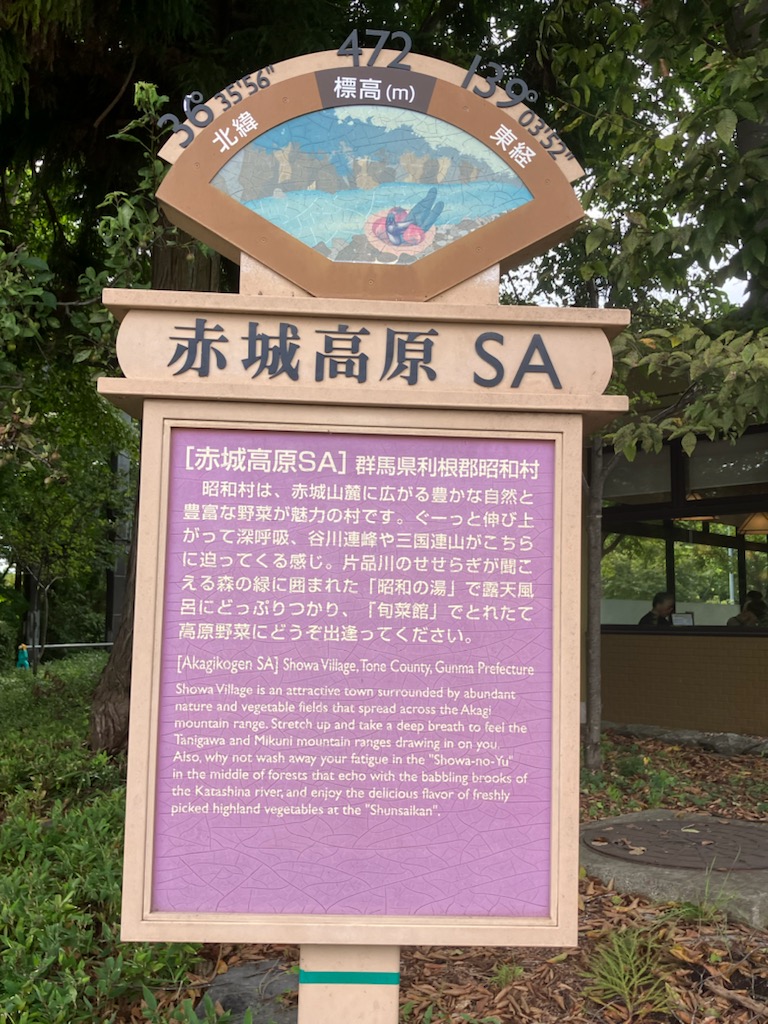 472
標高(m)
36° 35'56"
北緯
139° 03'52"
東経
赤城高原 SA
[赤城高原SA] 群馬県利根郡昭和村
昭和村は、赤城山麓に広がる豊かな自然と
豊富な野菜が魅力の村です。ぐーっと伸び上
がって深呼吸、谷川連峰や三国連山がこちら
に迫ってくる感じ。片品川のせせらぎが聞こ
える森の緑に囲まれた「昭和の湯」で露天風
呂にどっぷりつかり、「旬菜館」でとれたて
高原野菜にどうぞ出逢ってください。
[Akagikogen SA] Showa Village, Tone County, Gunma Prefecture
Showa Village is an attractive town surrounded by abundant
nature and vegetable fields that spread across the Akagi
mountain range. Stretch up and take a deep breath to feel the
Tanigawa and Mikuni mountain ranges drawing in on you.
Also, why not wash away your fatigue in the "Showa-no-Yu"
in the middle of forests that echo with the babbling brooks of
the Katashina river, and enjoy the delicious flavor of freshly
picked highland vegetables at the "Shunsaikan".